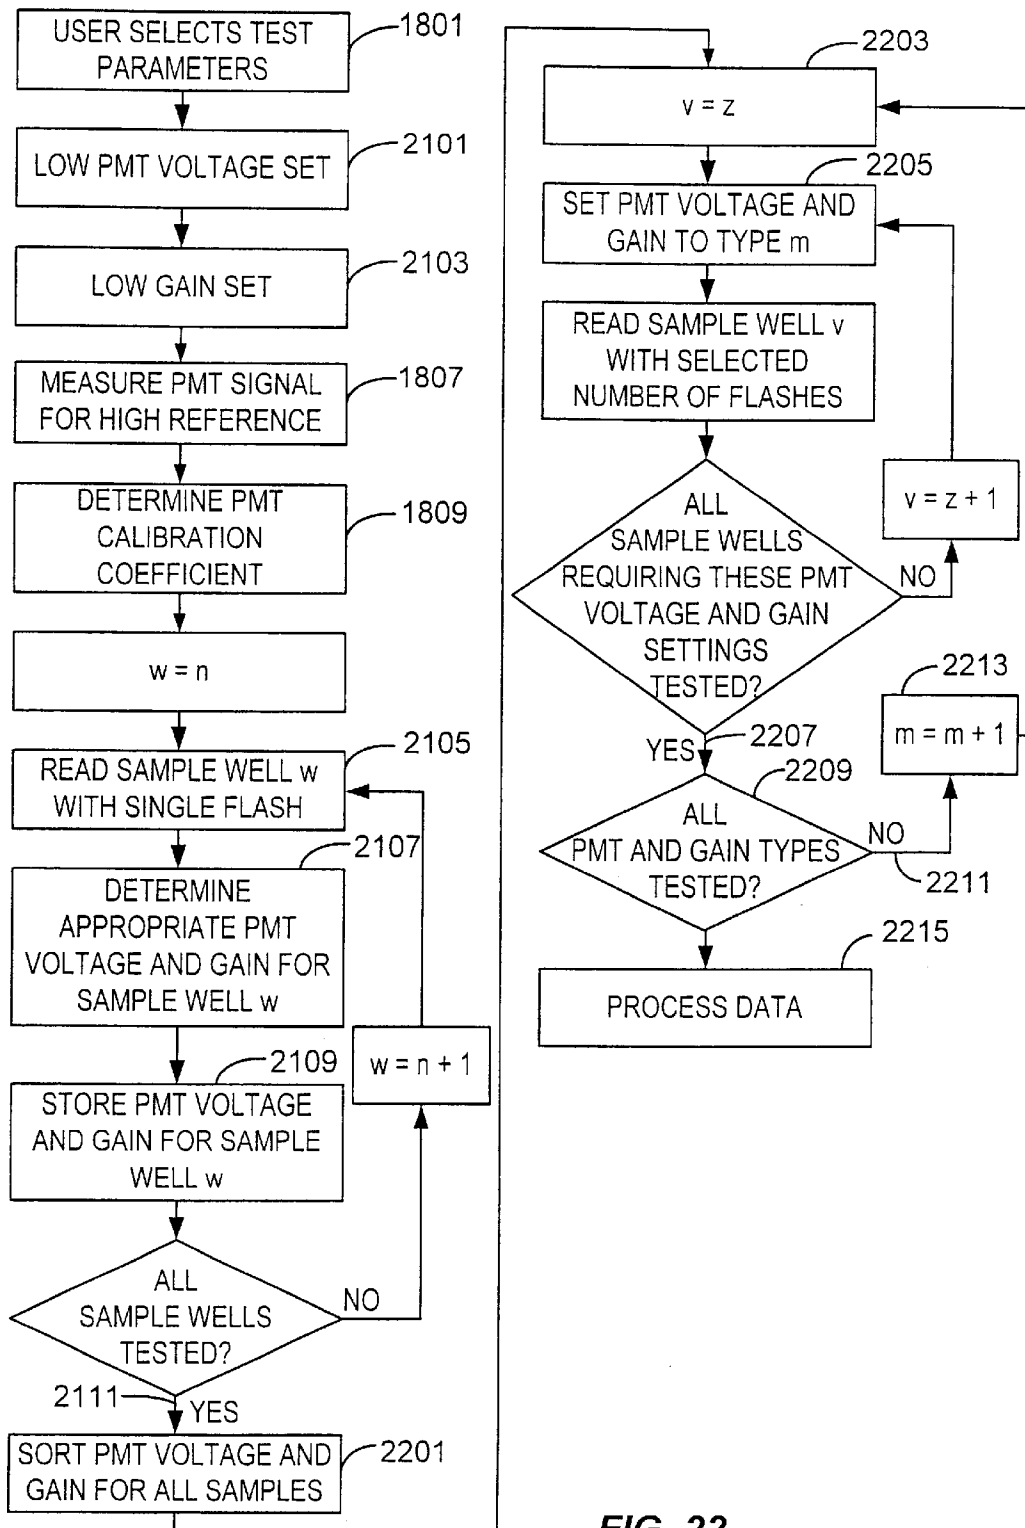 USER SELECTS TEST
PARAMETERS
1801
LOW PMT VOLTAGE SET
2101
LOW GAIN SET
2103
MEASURE PMT SIGNAL
FOR HIGH REFERENCE
1807
DETERMINE PMT
CALIBRATION
COEFFICIENT
1809
w = n
READ SAMPLE WELL w
WITH SINGLE FLASH
2105
2107
DETERMINE
APPROPRIATE PMT
VOLTAGE AND GAIN FOR
SAMPLE WELL w
w = n + 1
2109
STORE PMT VOLTAGE
AND GAIN FOR SAMPLE
WELL w
ALL
SAMPLE WELLS
TESTED?
NO
2111
YES
SORT PMT VOLTAGE AND
GAIN FOR ALL SAMPLES
2201
2203
v = z
2205
SET PMT VOLTAGE AND
GAIN TO TYPE m
READ SAMPLE WELL v
WITH SELECTED
NUMBER OF FLASHES
v = z + 1
ALL
SAMPLE WELLS
REQUIRING THESE PMT
VOLTAGE AND GAIN
SETTINGS
TESTED?
NO
2213
m = m + 1
YES
2207
2209
ALL
PMT AND GAIN TYPES
TESTED?
NO
2211
2215
PROCESS DATA
FIG. 22